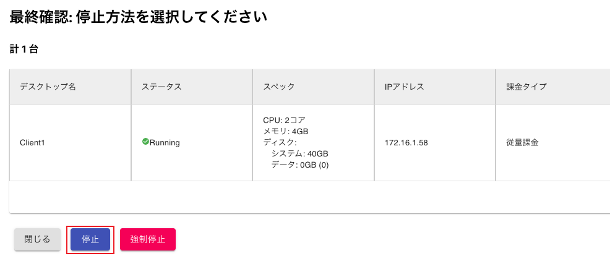 最終確認: 停止方法を選択してください
計 1 台
デスクトップ名 ステータス スペック IPアドレス 課金タイプ
Client1 Running CPU: 2コア 172.16.1.58 従量課金
メモリ: 4GB
ディスク:
システム: 40GB
データ: 0GB (0)
閉じる 停止 強制停止